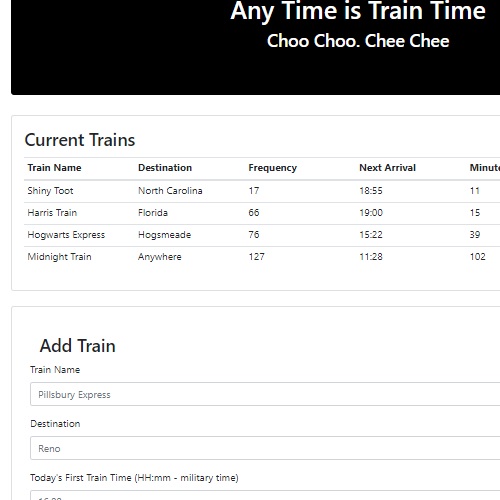 Any Time is Train Time
Choo Choo. Chee Chee
Current Trains
Train Name Destination Frequency Next Arrival
Shiny Toot North Carolina 17 18:55 11
Harris Train Florida 66 19:00 15
Hogwarts Express Hogsmeade 76 15:22 39
Midnight Train Anywhere 127 11:28 102
Add Train
Train Name
Pillsbury Express
Destination
Reno
Today's First Train Time (HH:mm - military time)